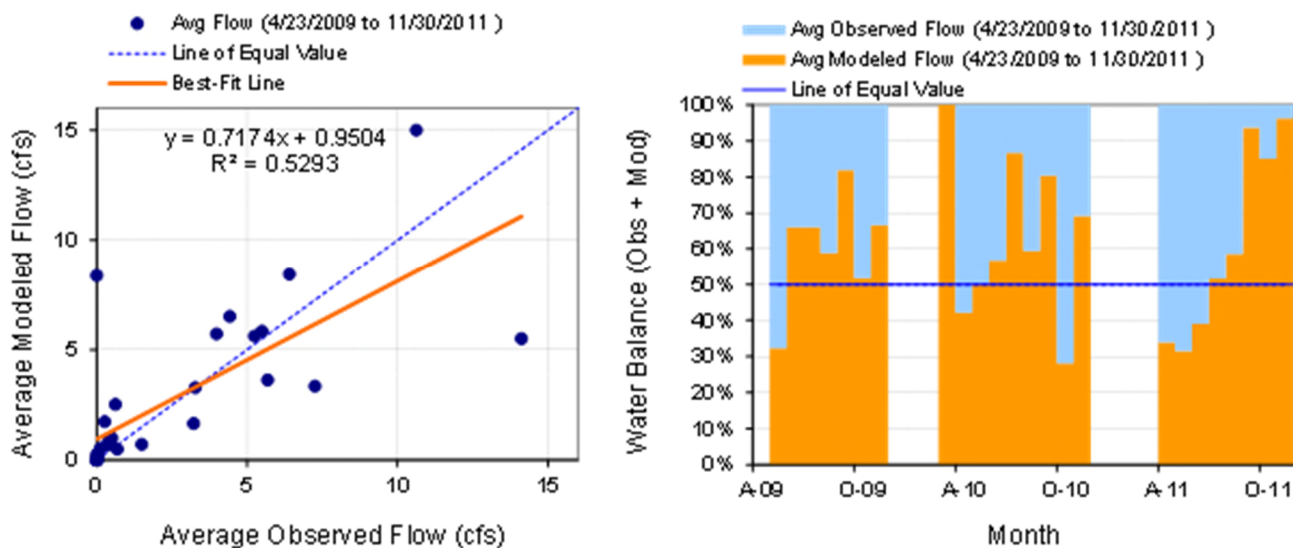 Avg Flow (4/23/2009 to 11/30/2011 )
Line of Equal Value
Best-Fit Line
y = 0.7174x + 0.9504
R² = 0.5293
15
10
5
0
0 5 10 15
Average Modeled Flow (cfs)
Average Observed Flow (cfs)
Avg Observed Flow (4/23/2009 to 11/30/2011 )
Avg Modeled Flow (4/23/2009 to 11/30/2011 )
Line of Equal Value
100%
90%
80%
70%
60%
50%
40%
30%
20%
10%
0%
A-09 O-09 A-10 O-10 A-11 O-11
Water Balance (Obs + Mod)
Month